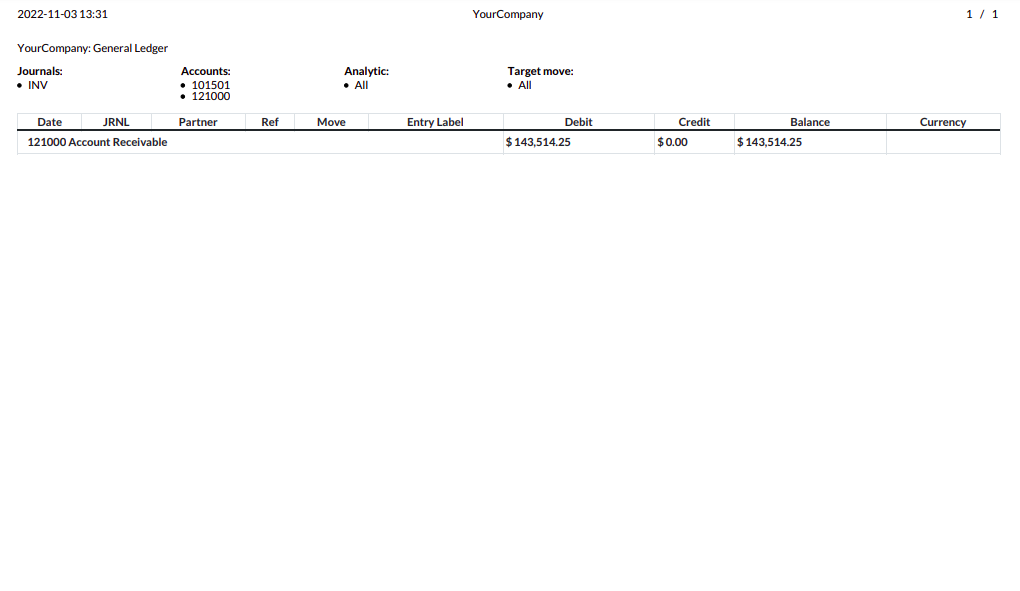 2022-11-03 13:31 YourCompany 1 / 1
YourCompany: General Ledger
Journals: Accounts: Analytic: Target move:
• INV • 101501 • All • All
• 121000
Date JRNL Partner Ref Move Entry Label Debit Credit Balance Currency
121000 Account Receivable $ 143,514.25 $ 0.00 $ 143,514.25